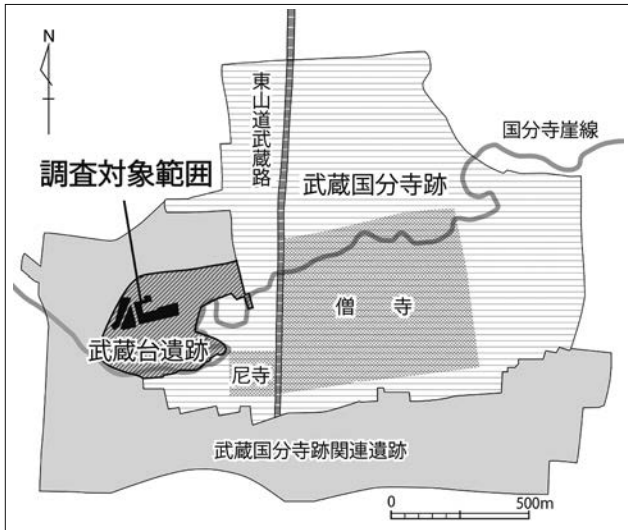 N
東山道武蔵路
国分寺崖線
武蔵国分寺跡
調査対象範囲
僧 寺
武蔵台遺跡
尼寺
武蔵国分寺跡関連遺跡
0 500m